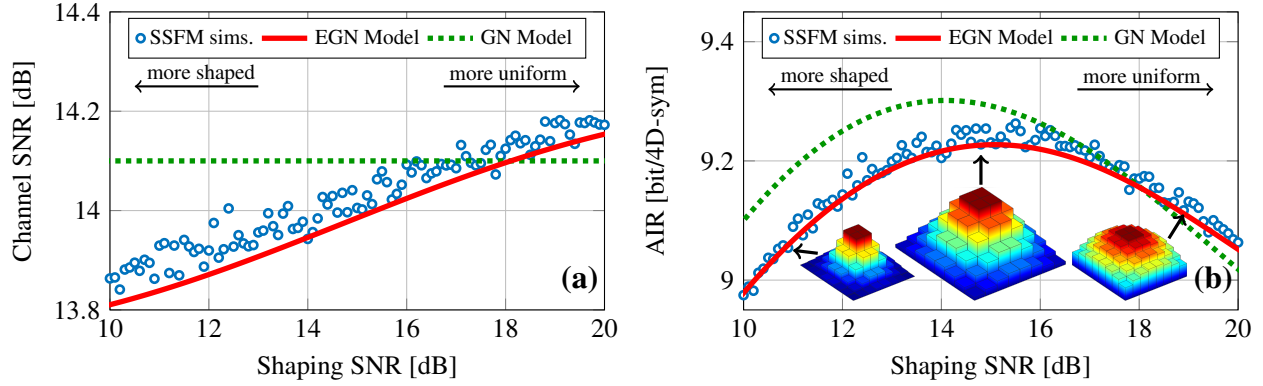 14.4
14.2
14
13.8
Channel SNR [dB]
SSFM sims. EGN Model GN Model
more shaped more uniform
(a)
10 12 14 16 18 20
Shaping SNR [dB]
9.4
9.2
9
AIR [bit/4D-sym]
SSFM sims. EGN Model GN Model
more shaped more uniform
(b)
10 12 14 16 18 20
Shaping SNR [dB]